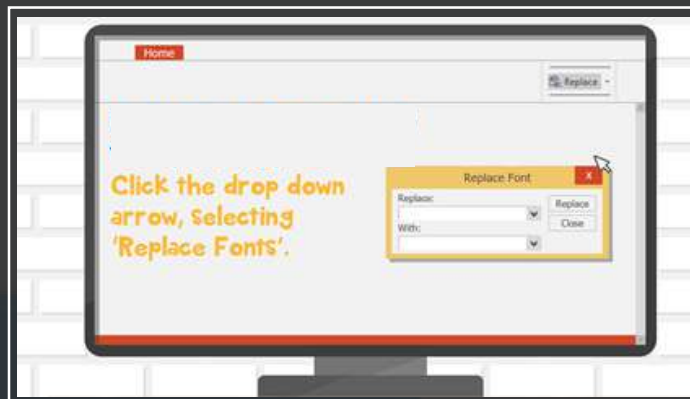 Home
Replace
Click the drop down
arrow, selecting
'Replace Fonts'.
Replace Font
X
Replace:
Replace
Close
With: